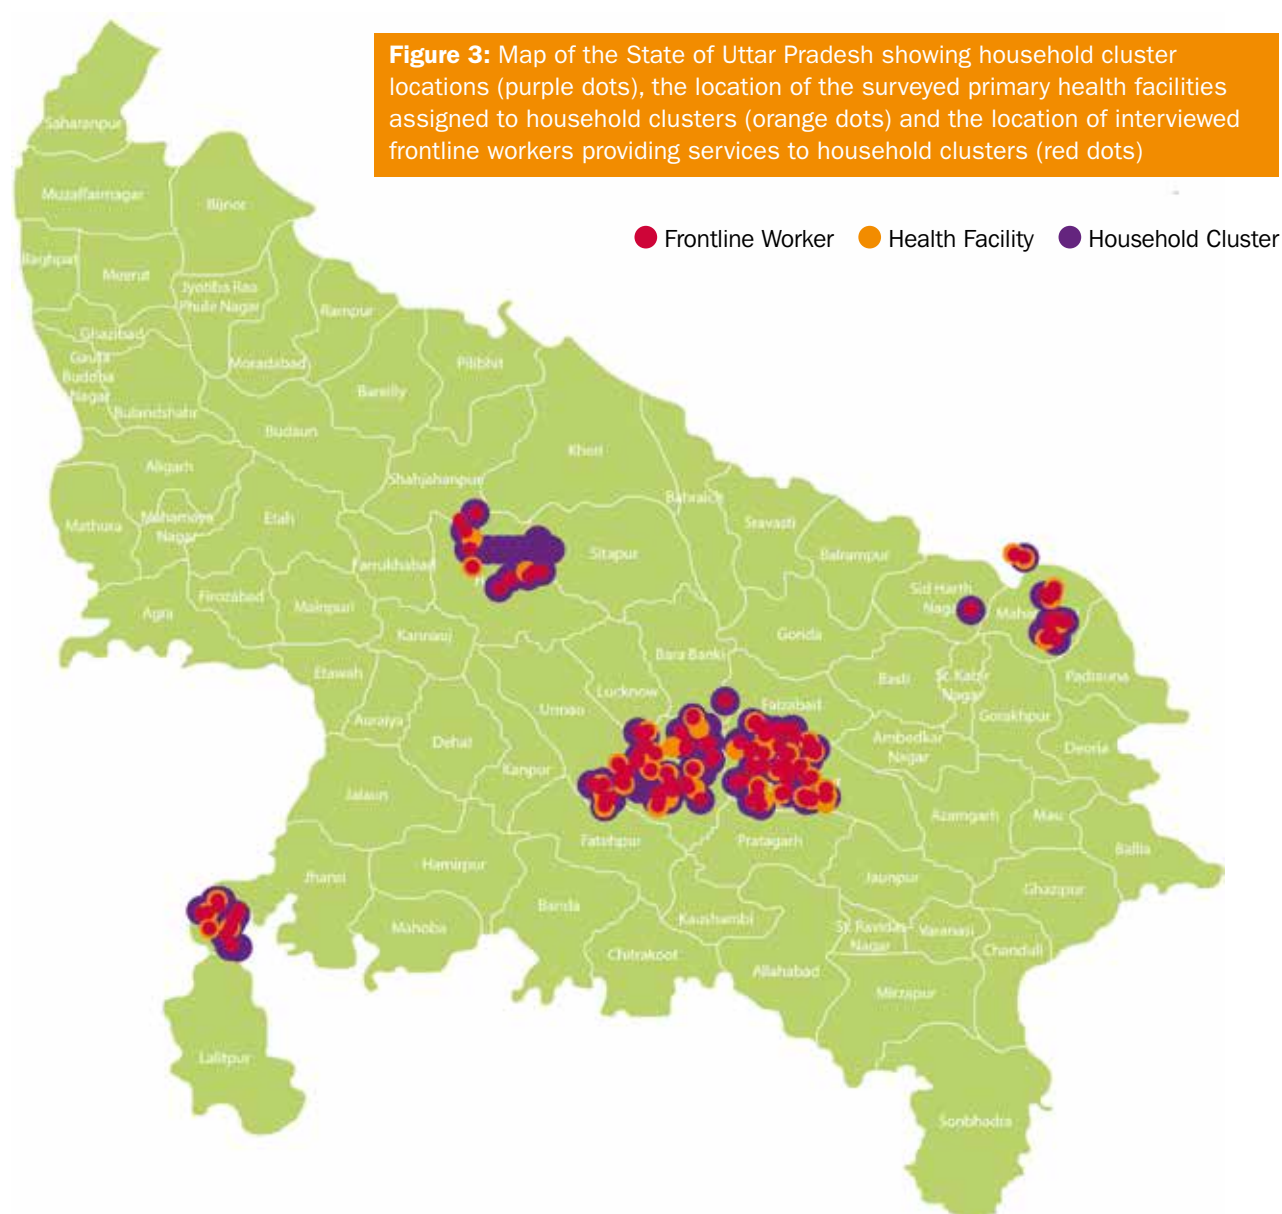 Figure 3: Map of the State of Uttar Pradesh showing household cluster
locations (purple dots), the location of the surveyed primary health facilities
assigned to household clusters (orange dots) and the location of interviewed
frontline workers providing services to household clusters (red dots)
Frontline Worker Health Facility Household Cluster
Saharanpur
Muzaffarnagar
Bijnor
Baghpat
Meerut
Jyotiba Rao
Phule Nagar
Rampur
Ghaziabad
Moradabad
Pilibhit
Buddha
Nagar
Bareilly
Bulandshahr
Budaun
Kheri
Aligarh
Shahjahanpur
Bahraich
Mathura
Mahamaya
Nagar
Etah
Sravasti
Farrukhabad
Sitapur
Balrampur
Agra
Firozabad
Mainpuri
Sid Harth
Kannauj
Gonda
Bara Banki
Etawah
Lucknow
Basti
St. Kabir
Nagar
Padrauna
Unnao
Faizabad
Auraiya
Gorakhpur
Dehat
Ambedkar
Nagar
Deoria
Kanpur
Jalaun
Azamgarh
Mau
Fatehpur
Pratagarh
Ballia
Hamirpur
Jhansi
Jaunpur
Ghazipur
Banda
Kaushambi
Mahoba
St. Ravidas
Nagar
Varanasi
Chitrakoot
Chanduli
Allahabad
Mirzapur
Lalitpur
Sonbhadra